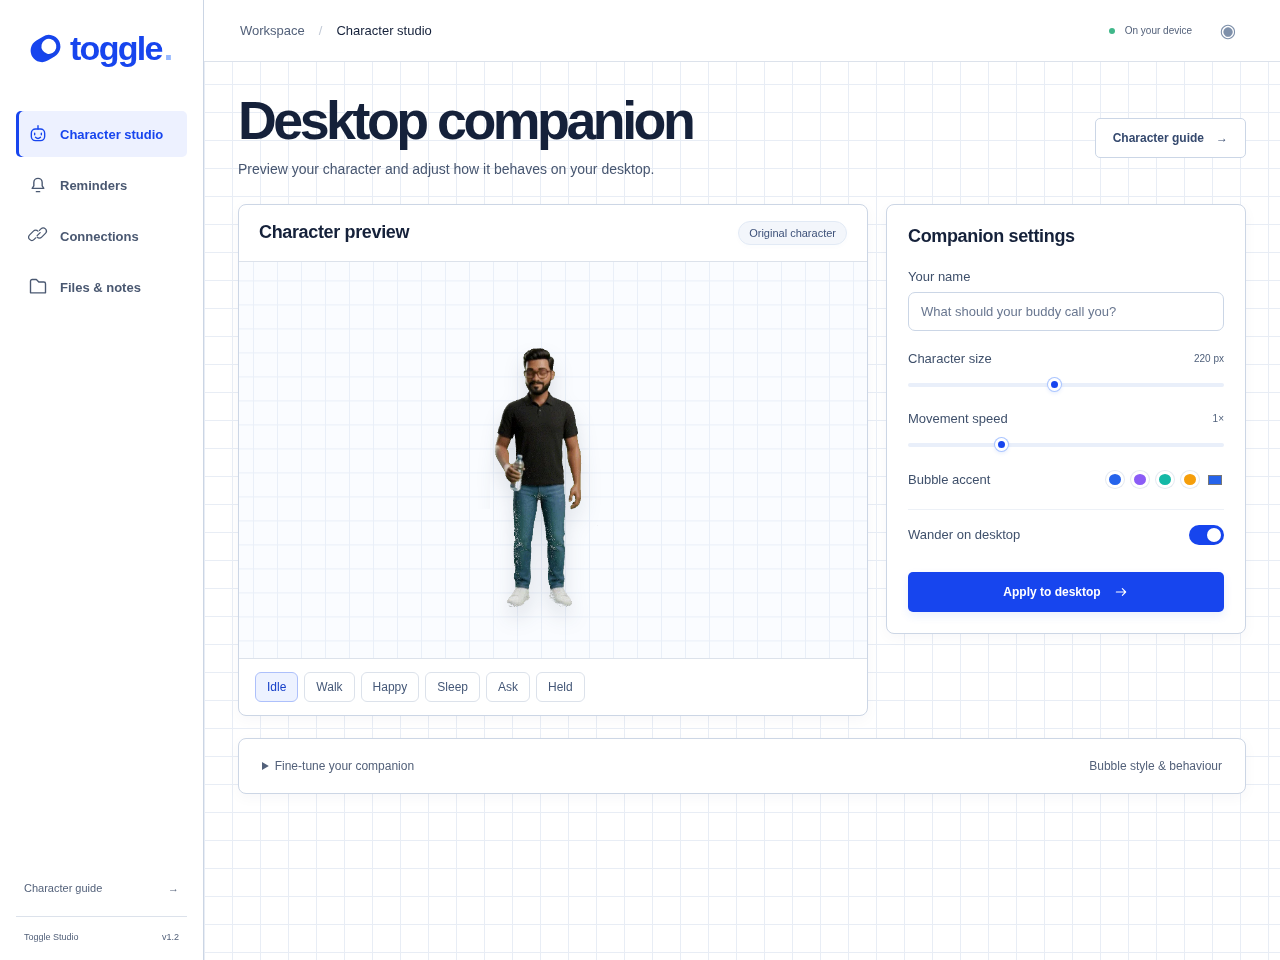 toggle.
Character studio
Reminders
Connections
Files & notes
Character guide →
Toggle Studio v1.2
Workspace / Character studio
On your device
Desktop companion
Preview your character and adjust how it behaves on your desktop.
Character guide →
Character preview
Original character
Idle Walk Happy Sleep Ask Held
Companion settings
Your name
What should your buddy call you?
Character size 220 px
Movement speed 1×
Bubble accent
Wander on desktop
Apply to desktop →
Fine-tune your companion
Bubble style & behaviour